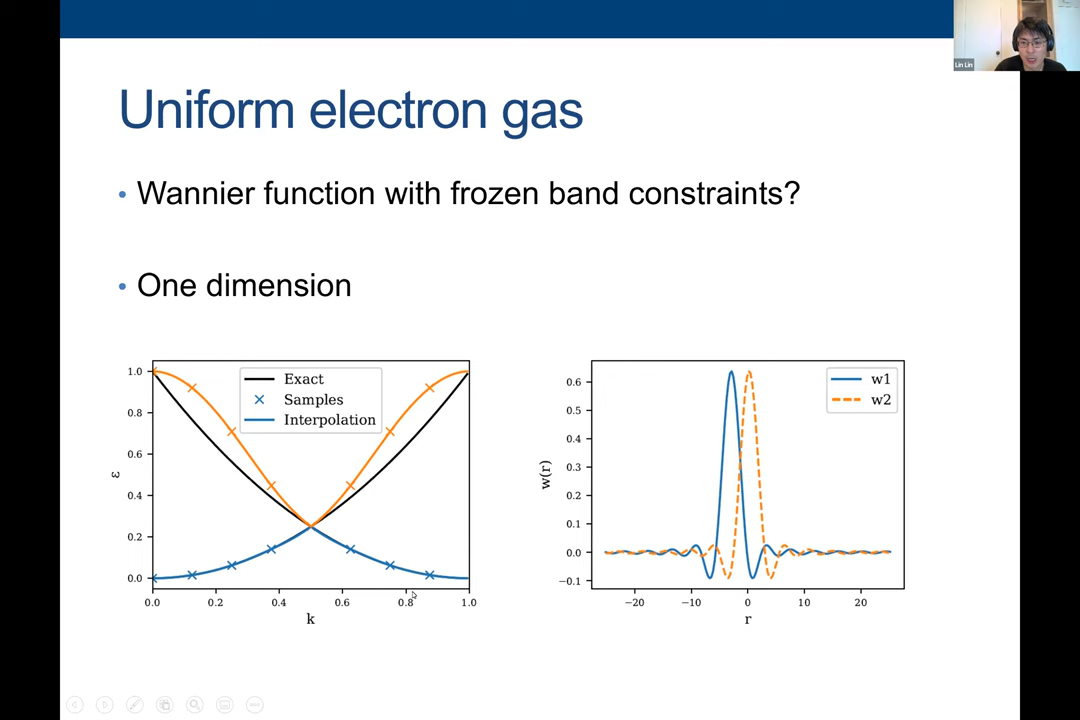 Lin Lin
Uniform electron gas
• Wannier function with frozen band constraints?
• One dimension
1.0
0.8
0.6
0.4
0.2
0.0
ε
Exact
Samples
Interpolation
0.0 0.2 0.4 0.6 0.8 1.0
k
0.6
0.5
0.4
0.3
0.2
0.1
0.0
−0.1
w(r)
w1
w2
−20 −10 0 10 20
r